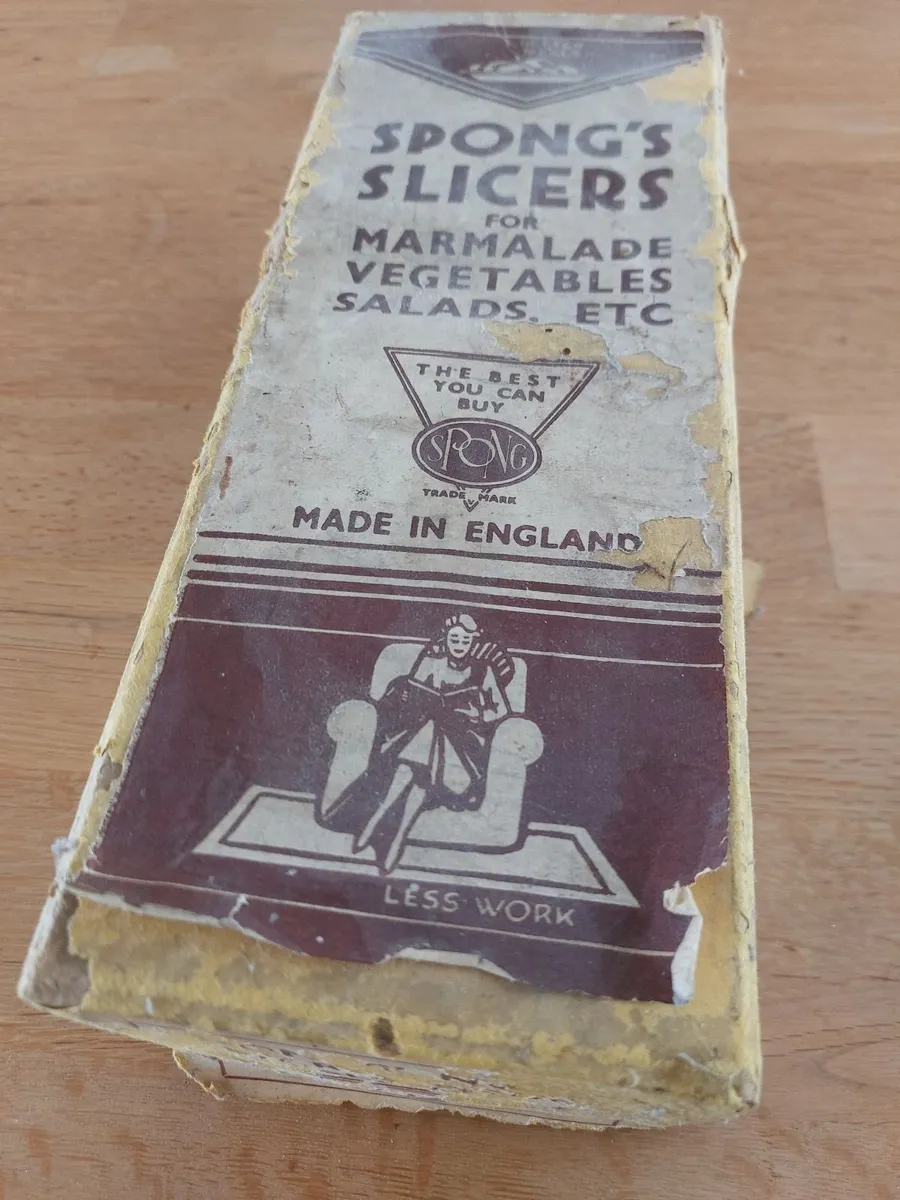 SPONG'S
SLICERS
FOR
MARMALADE
VEGETABLES
SALADS. ETC
THE BEST
YOU CAN
BUY
SPONG
TRADE MARK
MADE IN ENGLAND
LESS WORK